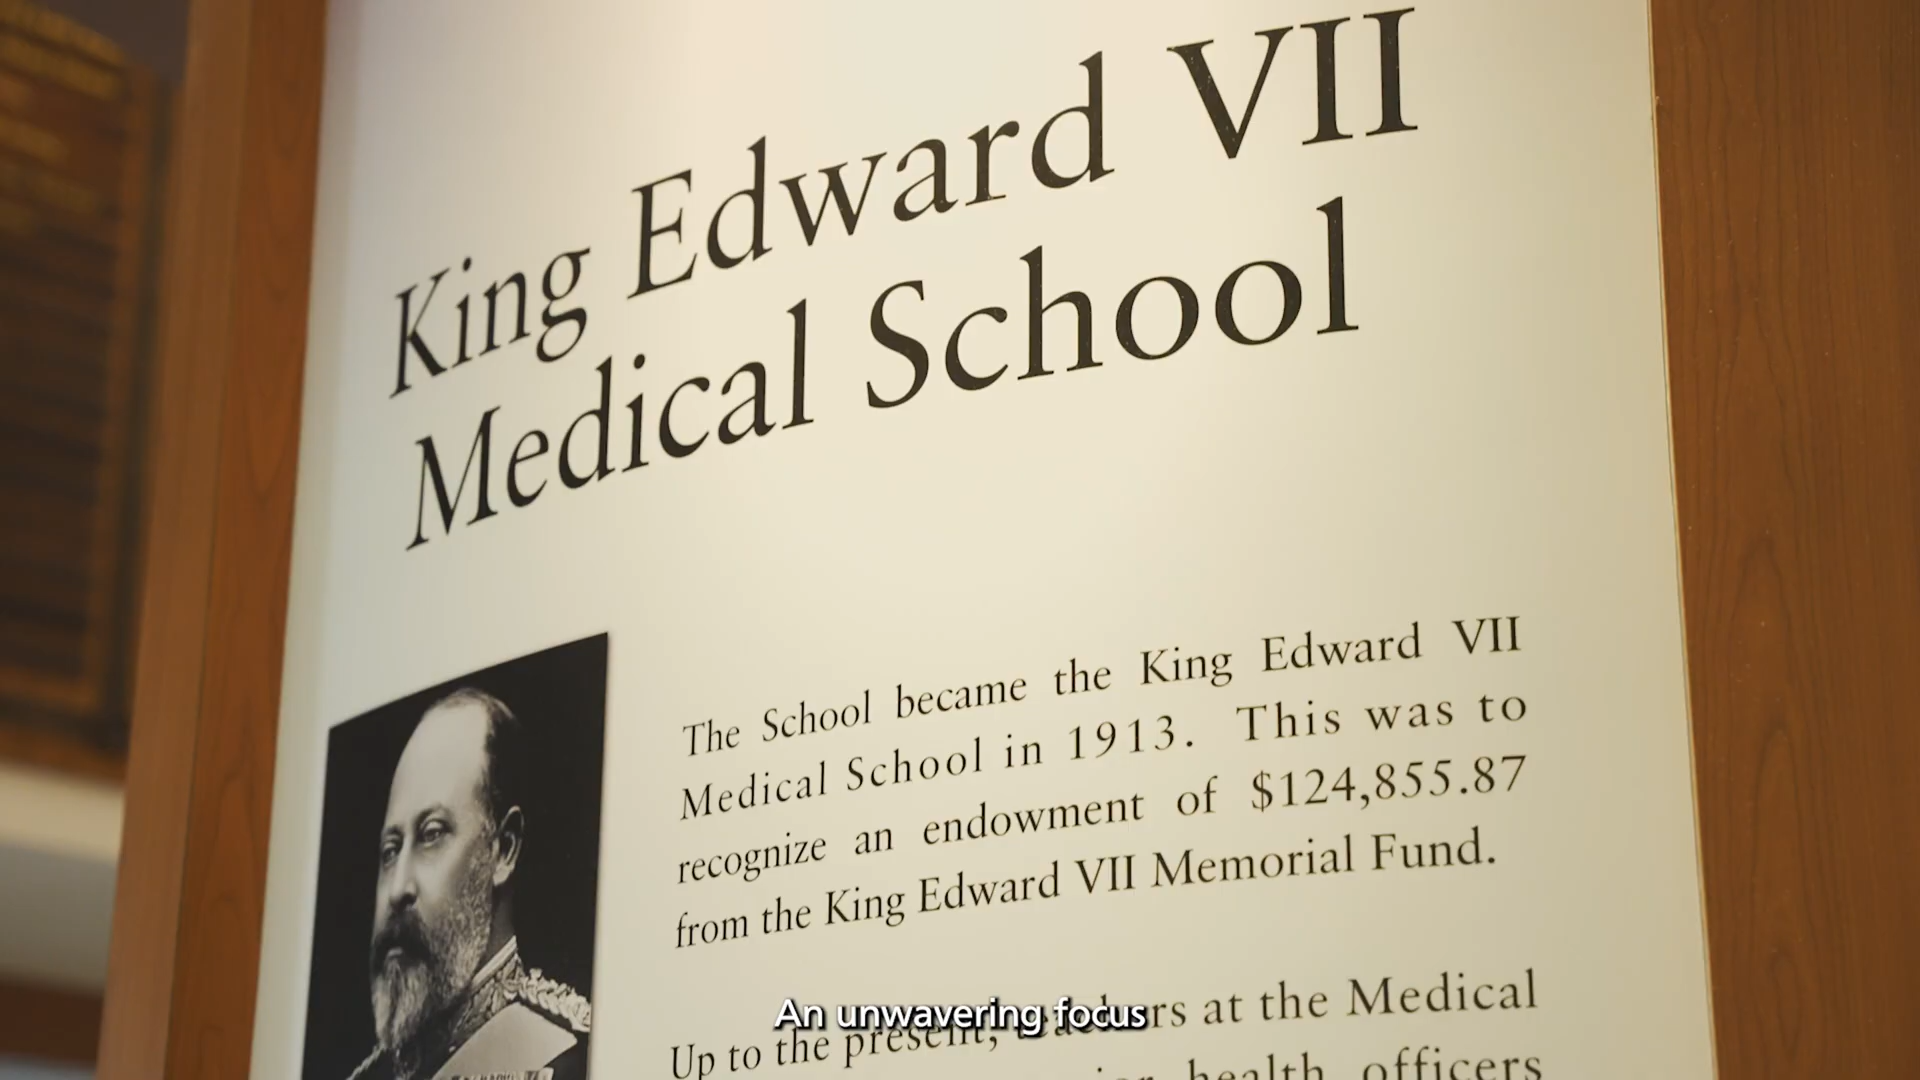 King Edward VII
Medical School
The School became the King Edward VII
Medical School in 1913. This was to
recognize an endowment of $124,855.87
from the King Edward VII Memorial Fund.
Up to the present, at the Medical
health officers
An unwavering focus